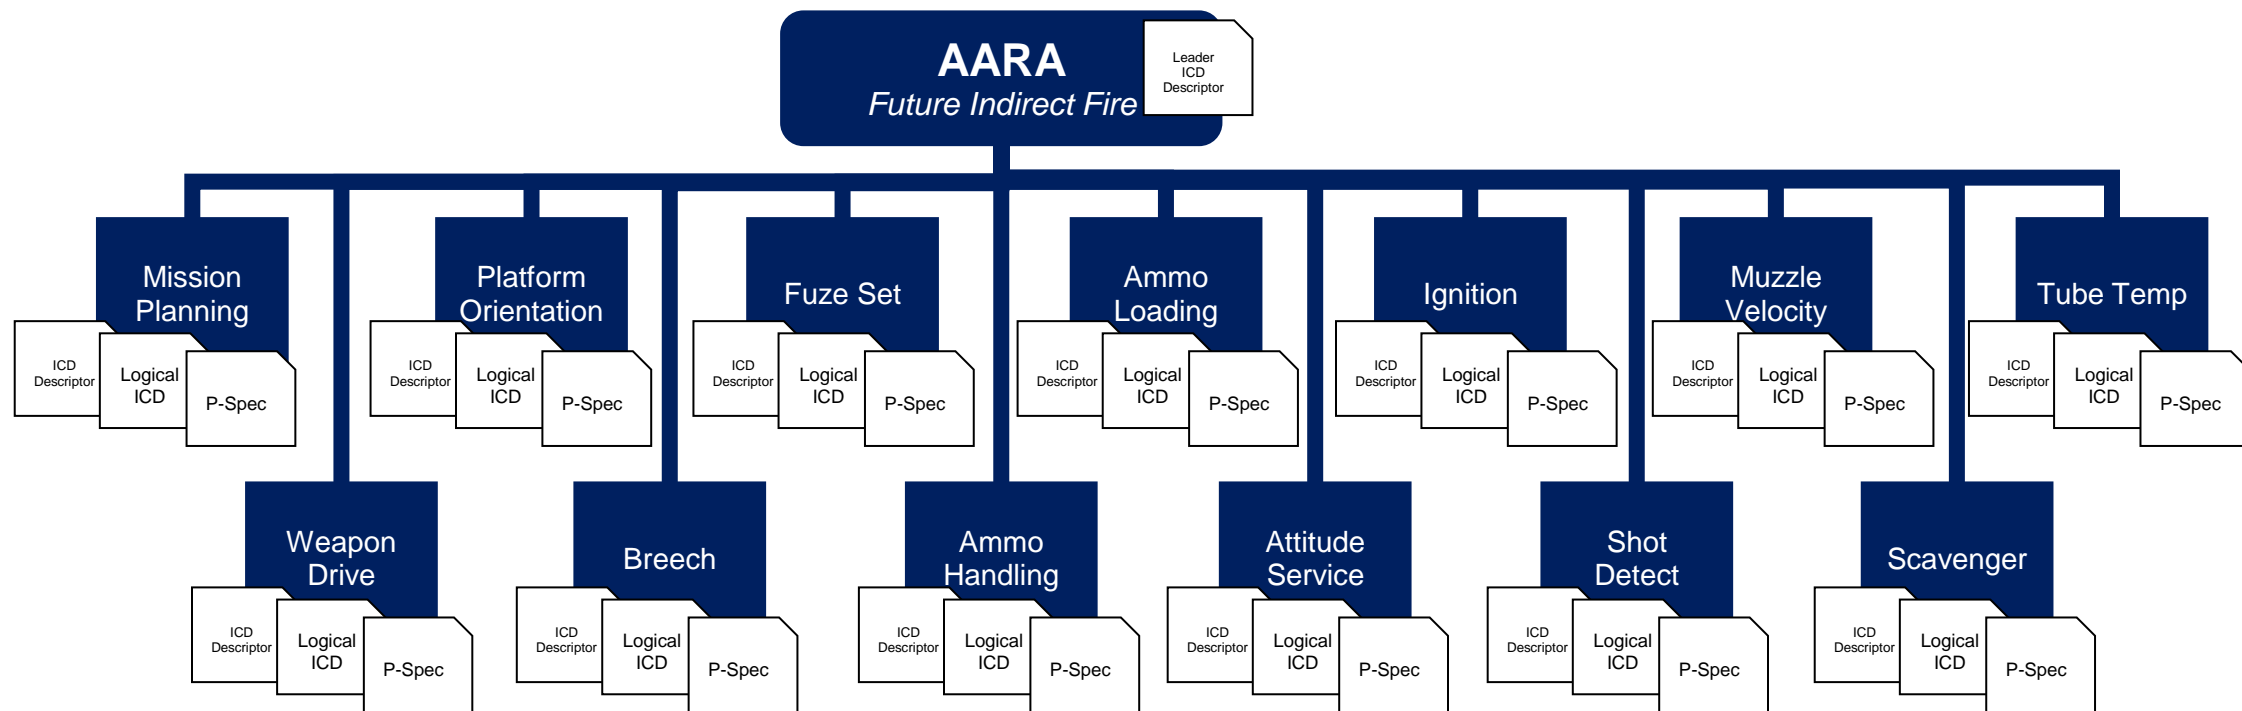 AARA
Future Indirect Fire
Leader
ICD
Descriptor
Mission
Planning
ICD
Descriptor
Logical
ICD
P-Spec
Platform
Orientation
ICD
Descriptor
Logical
ICD
P-Spec
Fuze Set
ICD
Descriptor
Logical
ICD
P-Spec
Ammo
Loading
ICD
Descriptor
Logical
ICD
P-Spec
Ignition
ICD
Descriptor
Logical
ICD
P-Spec
Muzzle
Velocity
ICD
Descriptor
Logical
ICD
P-Spec
Tube Temp
ICD
Descriptor
Logical
ICD
P-Spec
Weapon
Drive
ICD
Descriptor
Logical
ICD
P-Spec
Breech
ICD
Descriptor
Logical
ICD
P-Spec
Ammo
Handling
ICD
Descriptor
Logical
ICD
P-Spec
Attitude
Service
ICD
Descriptor
Logical
ICD
P-Spec
Shot
Detect
ICD
Descriptor
Logical
ICD
P-Spec
Scavenger
ICD
Descriptor
Logical
ICD
P-Spec